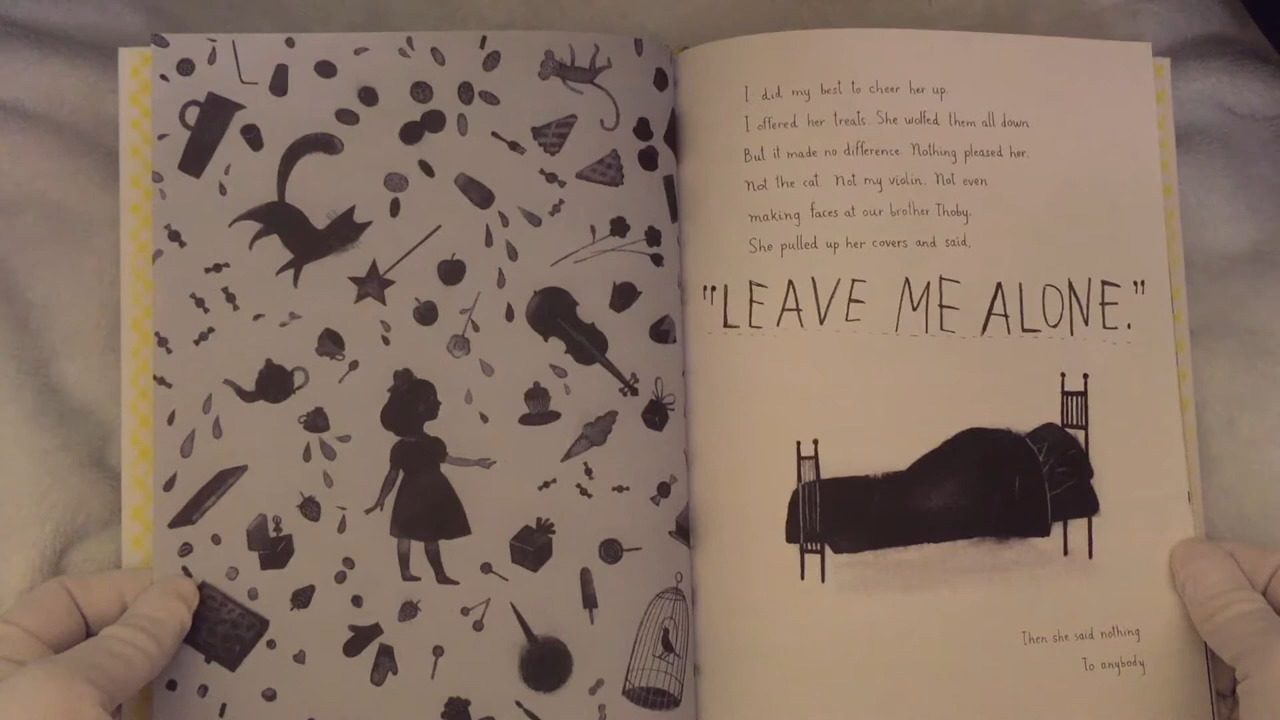 I did my best to cheer her up.
I offered her treats. She wolfed them all down
But it made no difference. Nothing pleased her.
Not the cat. Not my violin. Not even
making faces at our brother Thoby.
She pulled up her covers and said,
"LEAVE ME ALONE."
Then she said nothing
To anybody.